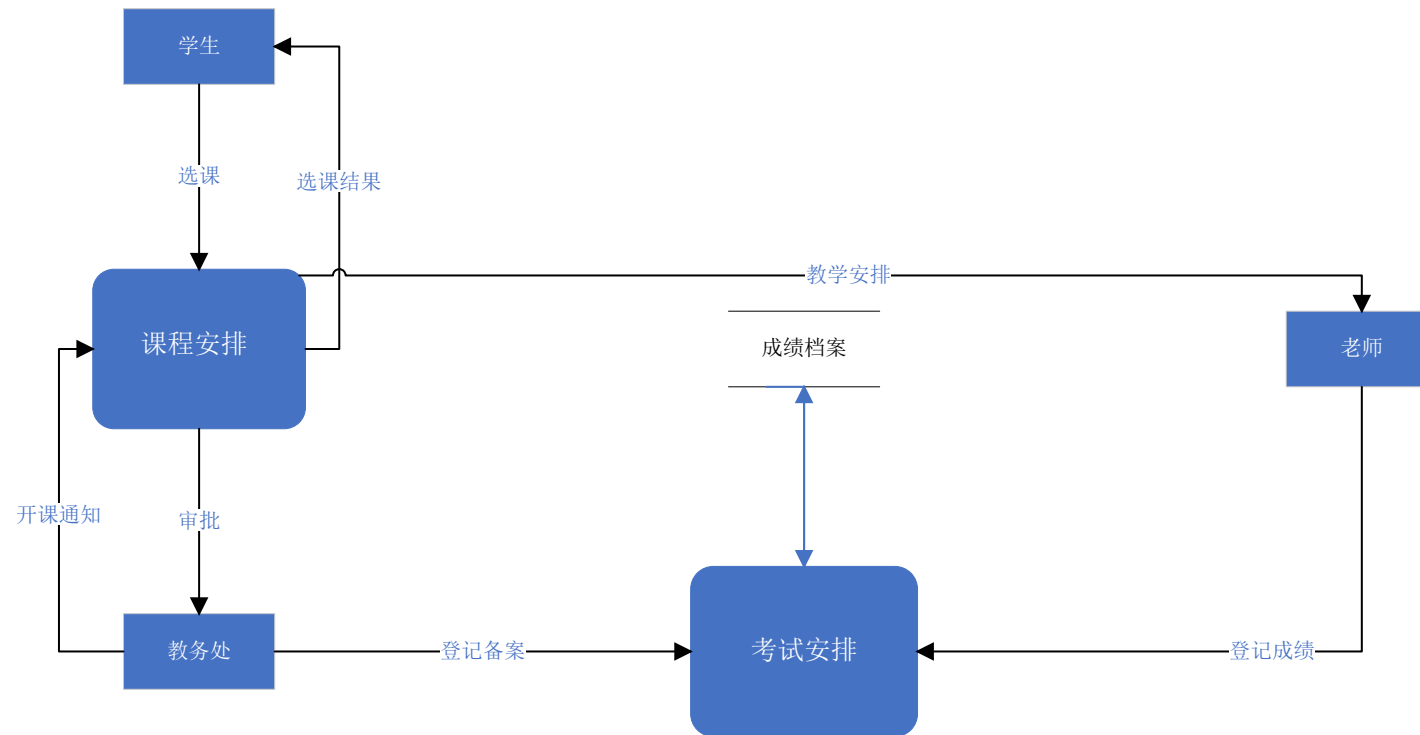 学生
选课
选课结果
教学安排
课程安排
成绩档案
老师
开课通知
审批
教务处
登记备案
考试安排
登记成绩